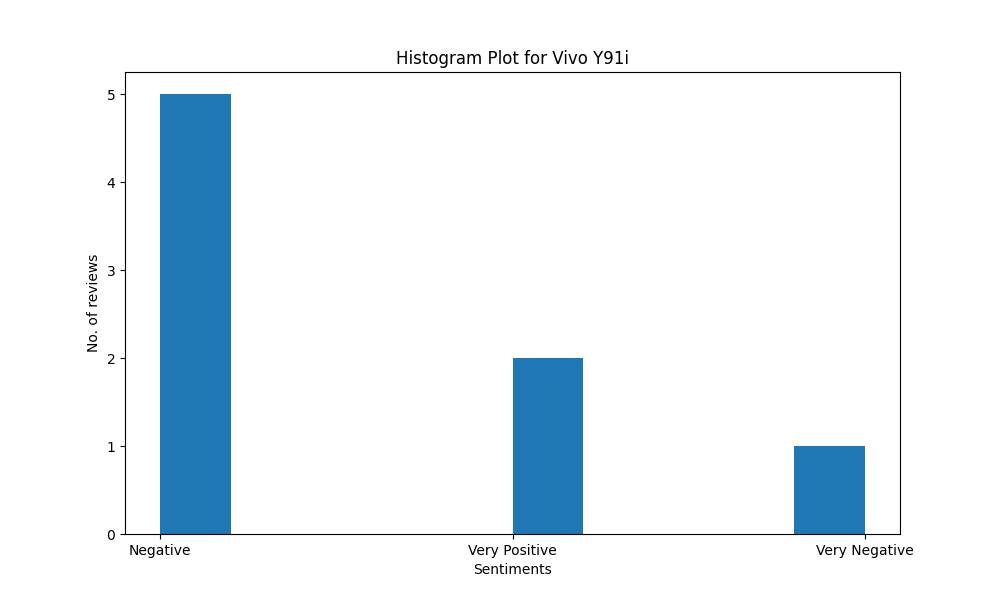 Histogram Plot for Vivo Y91i
5
4
3
2
1
0
No. of reviews
Negative Very Positive Very Negative
Sentiments